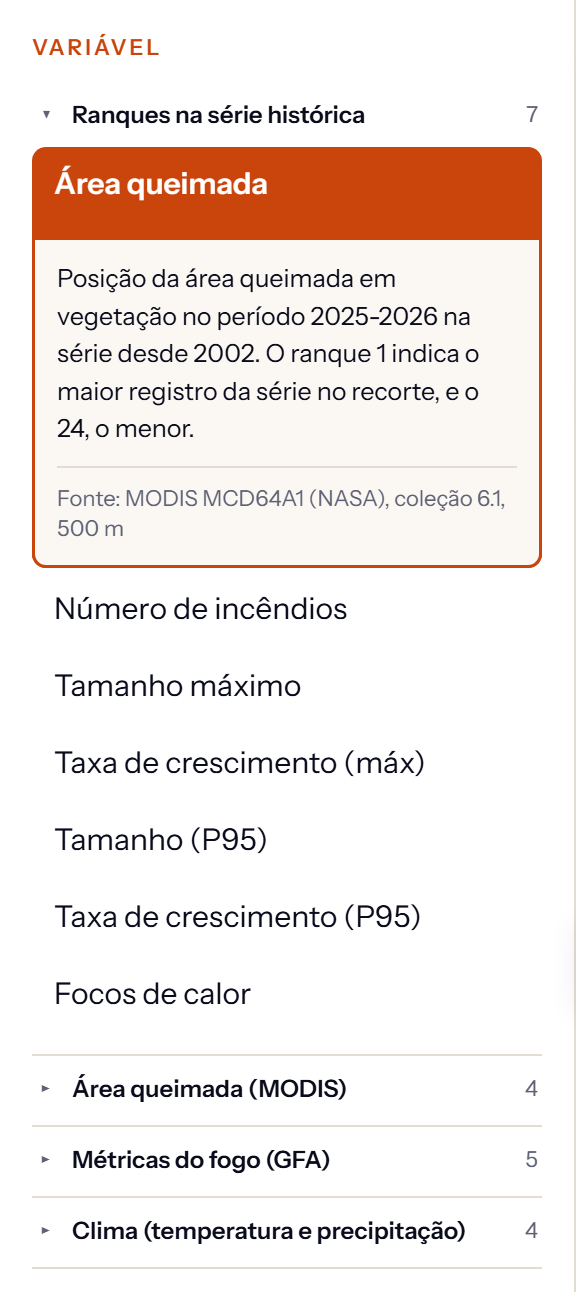 VARIÁVEL
▾ Ranques na série histórica 7
Área queimada
Posição da área queimada em
vegetação no período 2025-2026 na
série desde 2002. O ranque 1 indica o
maior registro da série no recorte, e o
24, o menor.
Fonte: MODIS MCD64A1 (NASA), coleção 6.1,
500 m
Número de incêndios
Tamanho máximo
Taxa de crescimento (máx)
Tamanho (P95)
Taxa de crescimento (P95)
Focos de calor
▸ Área queimada (MODIS) 4
▸ Métricas do fogo (GFA) 5
▸ Clima (temperatura e precipitação) 4